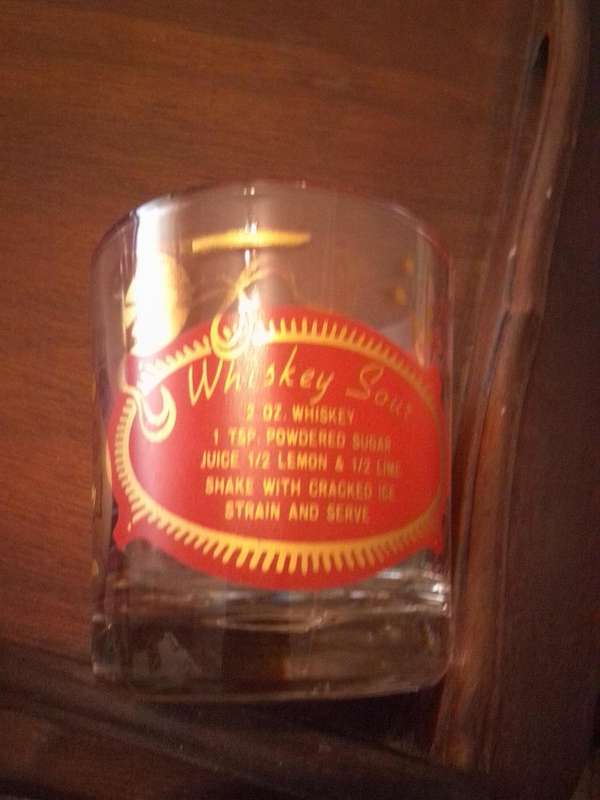 Whiskey Sour
2 OZ. WHISKEY
1 TSP. POWDERED SUGAR
JUICE 1/2 LEMON & 1/2 LIME
SHAKE WITH CRACKED ICE
STRAIN AND SERVE